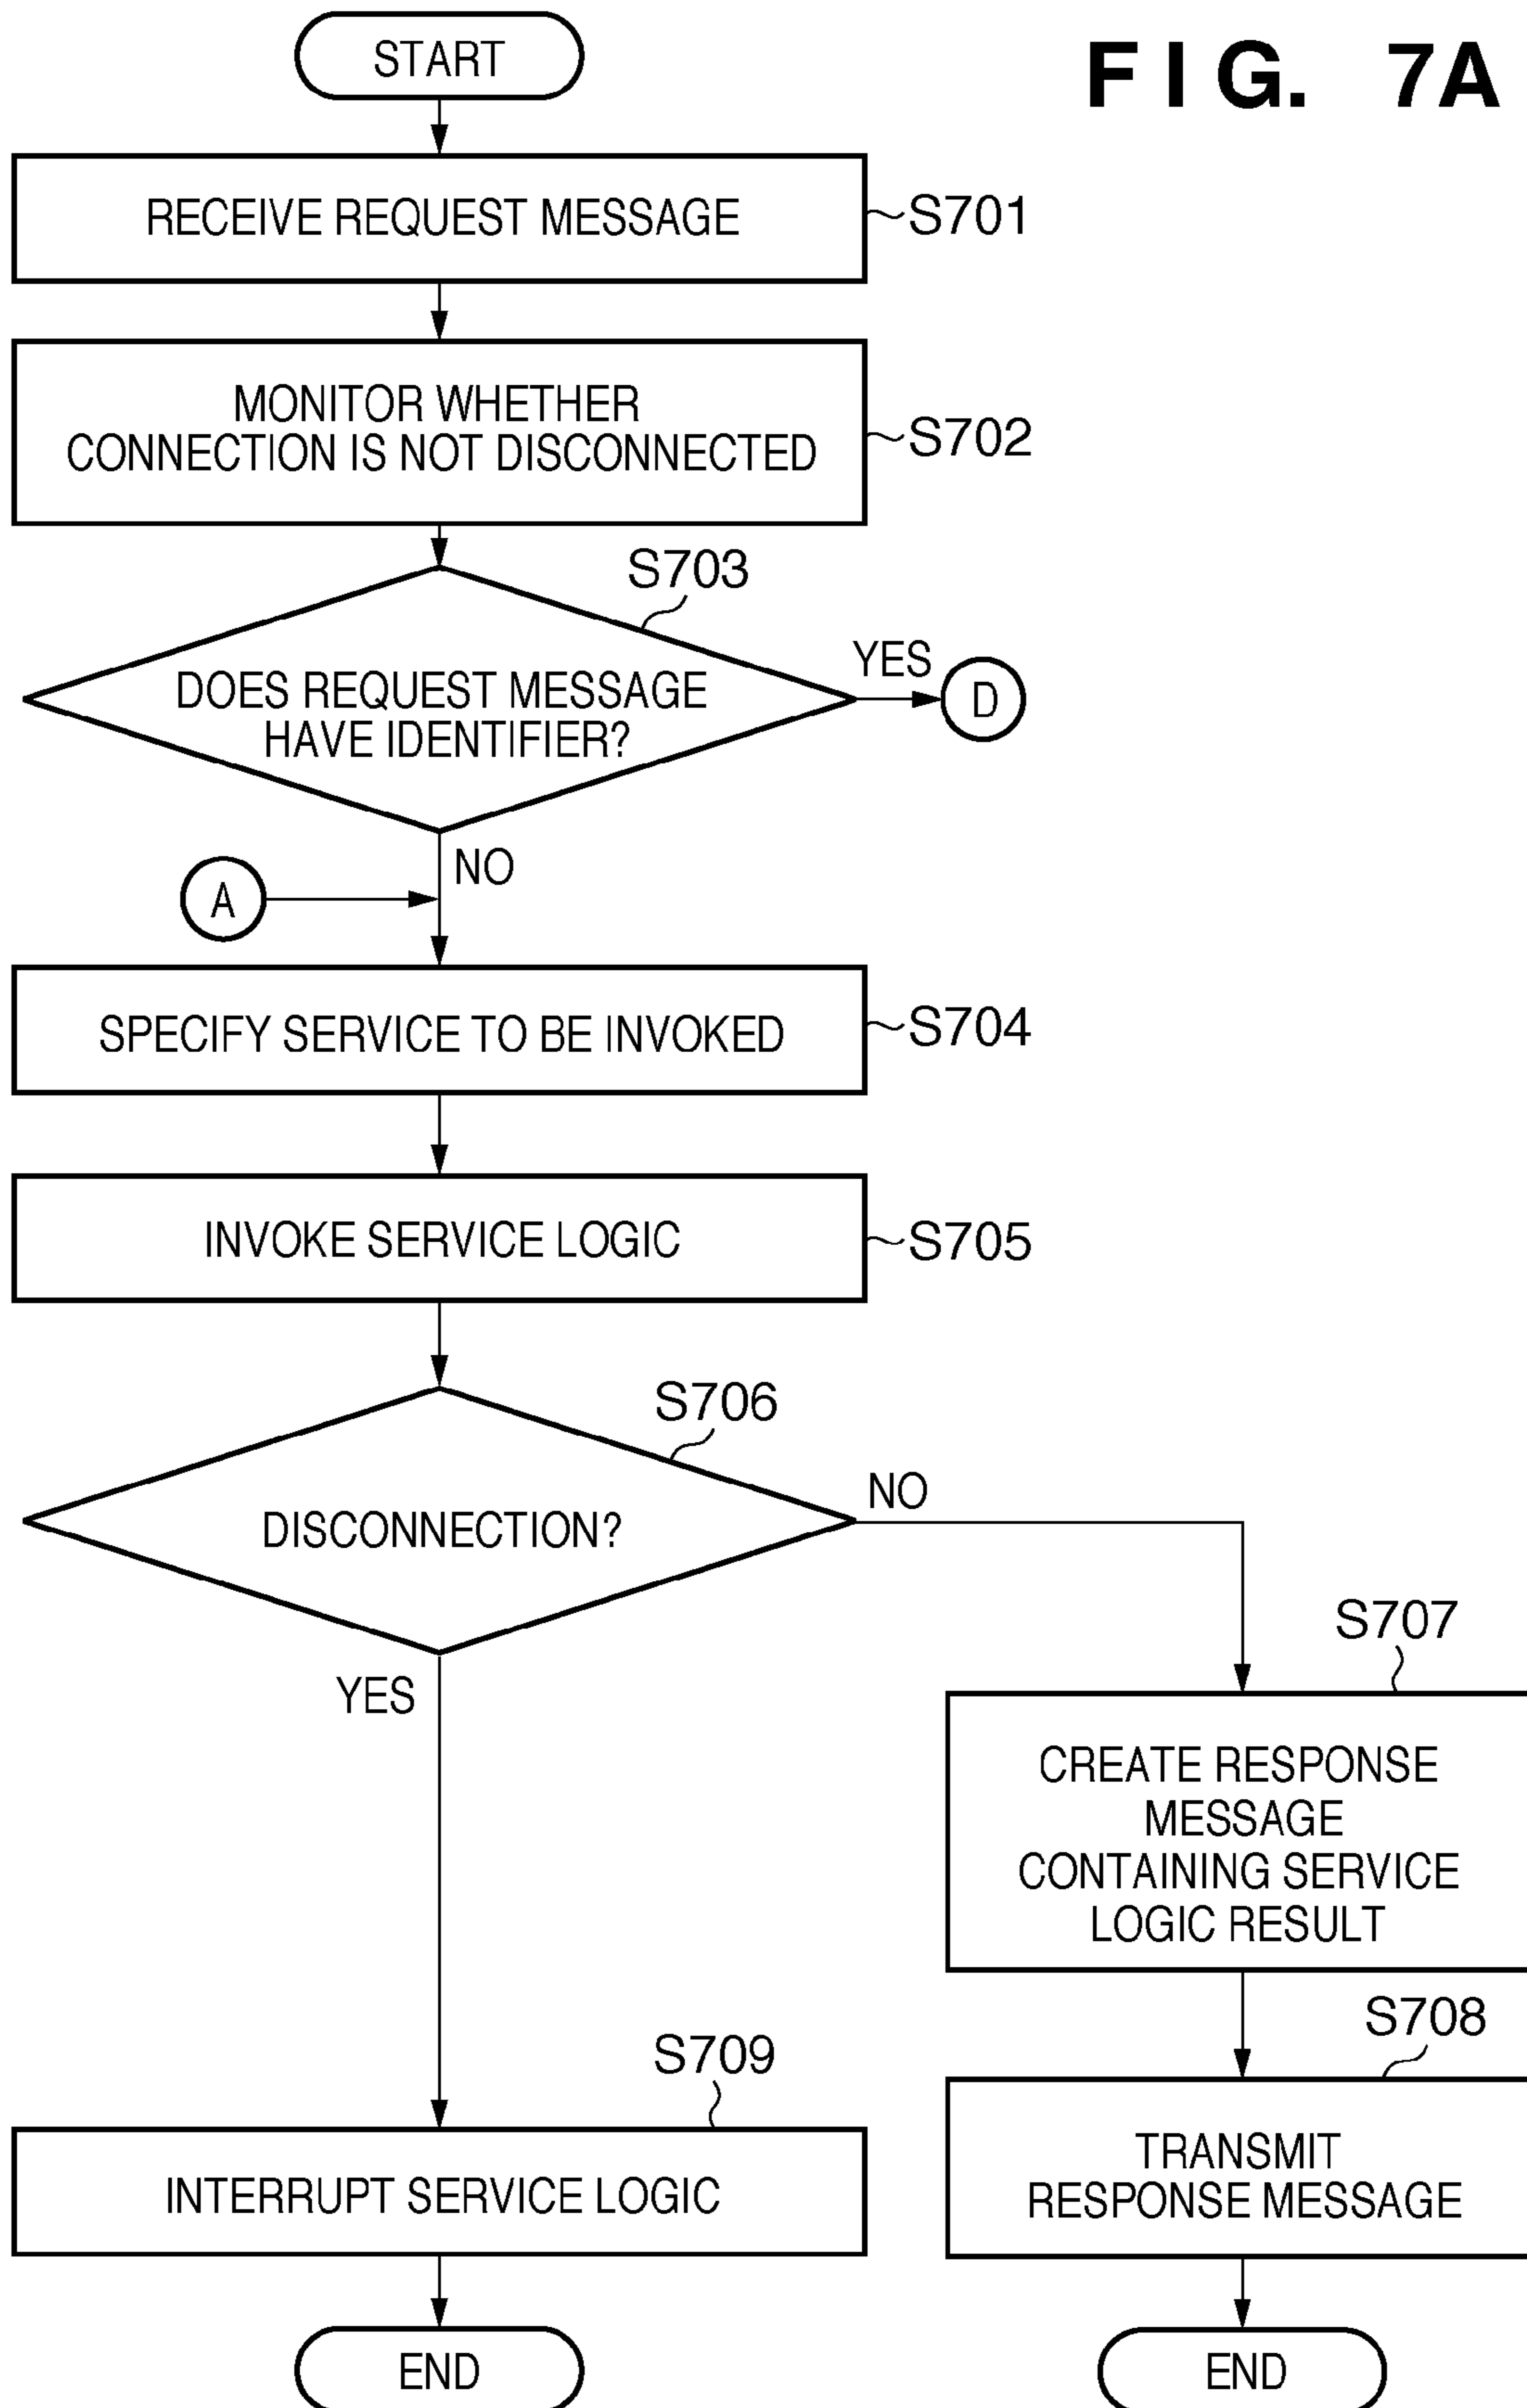 START
FIG. 7A
RECEIVE REQUEST MESSAGE
S701
MONITOR WHETHER
CONNECTION IS NOT DISCONNECTED
S702
S703
DOES REQUEST MESSAGE
HAVE IDENTIFIER?
YES
D
NO
A
SPECIFY SERVICE TO BE INVOKED
S704
INVOKE SERVICE LOGIC
S705
S706
DISCONNECTION?
NO
YES
S707
CREATE RESPONSE
MESSAGE
CONTAINING SERVICE
LOGIC RESULT
S708
TRANSMIT
RESPONSE MESSAGE
S709
INTERRUPT SERVICE LOGIC
END
END